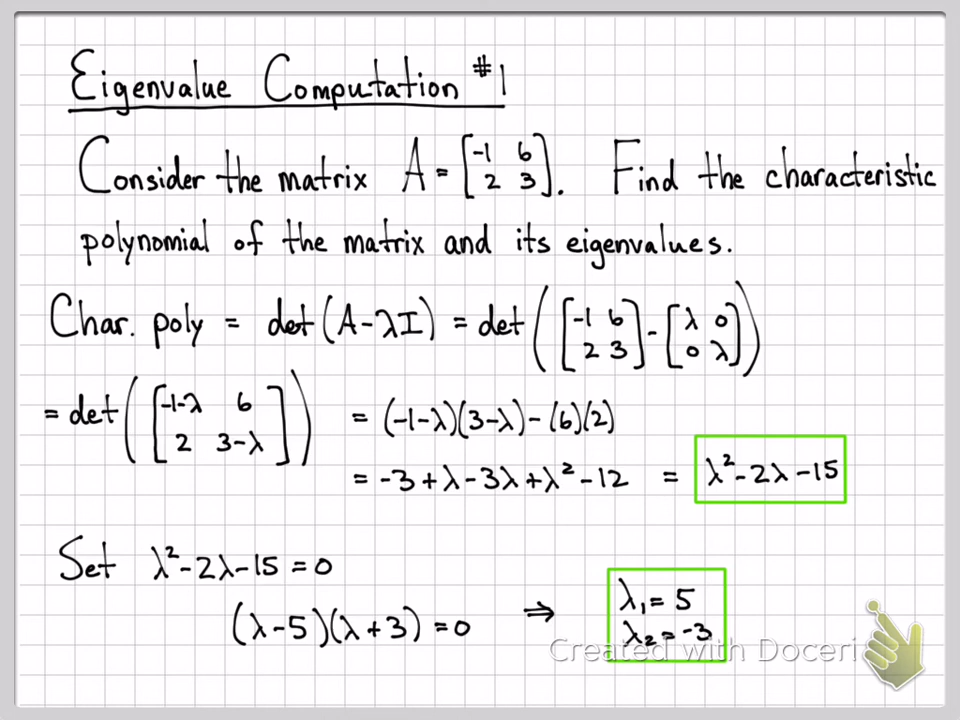 Eigenvalue Computation #1
Consider the matrix A = [-1 6; 2 3]. Find the characteristic
polynomial of the matrix and its eigenvalues.
Char. poly = det(A-λI) = det([-1 6; 2 3] - [λ 0; 0 λ])
= det([-1-λ 6; 2 3-λ]) = (-1-λ)(3-λ) - (6)(2)
= -3+λ-3λ+λ²-12 = λ²-2λ-15
Set λ²-2λ-15 = 0
(λ-5)(λ+3) = 0 ⇒ λ₁ = 5
λ₂ = -3
Created with Doceri